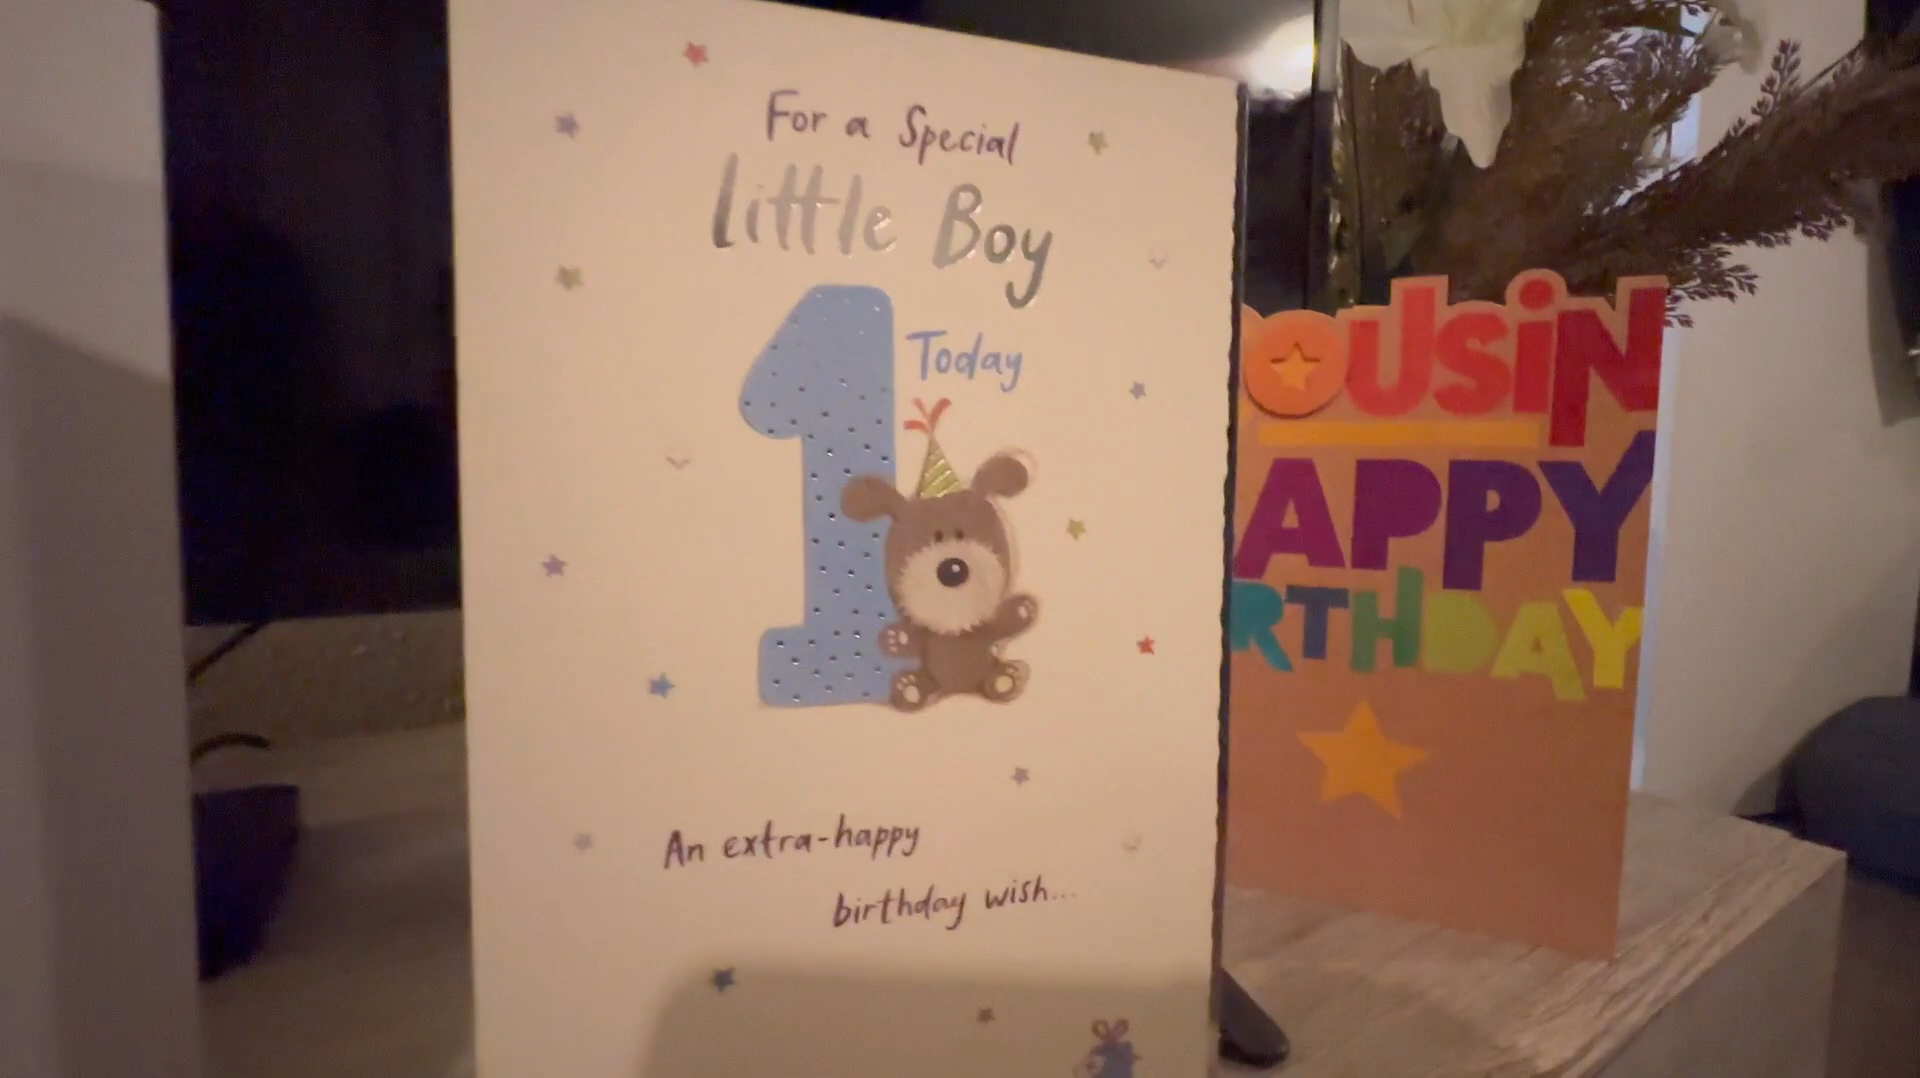 For a Special
Little Boy
1
Today
An extra-happy
birthday wish...
OUSiN
APPY
RTHDAY